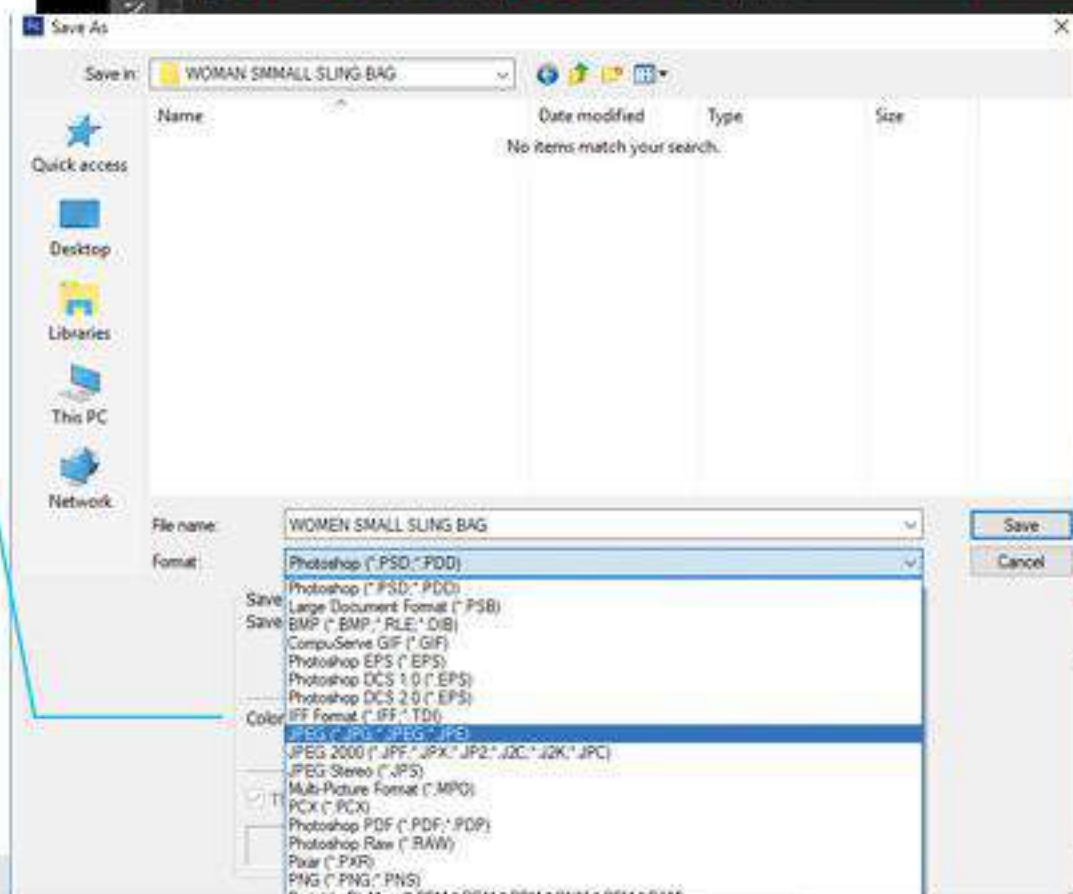 Save As
Save in:
WOMAN SMMALL SLING BAG
Name
Date modified
Type
Size
No items match your search.
Quick access
Desktop
Libraries
This PC
Network
File name:
WOMEN SMALL SLING BAG
Save
Format:
Photoshop (*.PSD;*.PDD)
Cancel
Photoshop (*.PSD;*.PDD)
Save
Large Document Format (*.PSB)
Save
BMP (*.BMP;*.RLE;*.DIB)
CompuServe GIF (*.GIF)
Photoshop EPS (*.EPS)
Photoshop DCS 1.0 (*.EPS)
Photoshop DCS 2.0 (*.EPS)
Color
IFF Format (*.IFF;*.TDI)
JPEG (*.JPG;*.JPEG;*.JPE)
JPEG 2000 (*.JPF;*.JPX;*.JP2;*.J2C;*.J2K;*.JPC)
JPEG Stereo (*.JPS)
Multi-Picture Format (*.MPO)
PCX (*.PCX)
Photoshop PDF (*.PDF;*.PDP)
Photoshop Raw (*.RAW)
Pixar (*.PXR)
PNG (*.PNG;*.PNS)